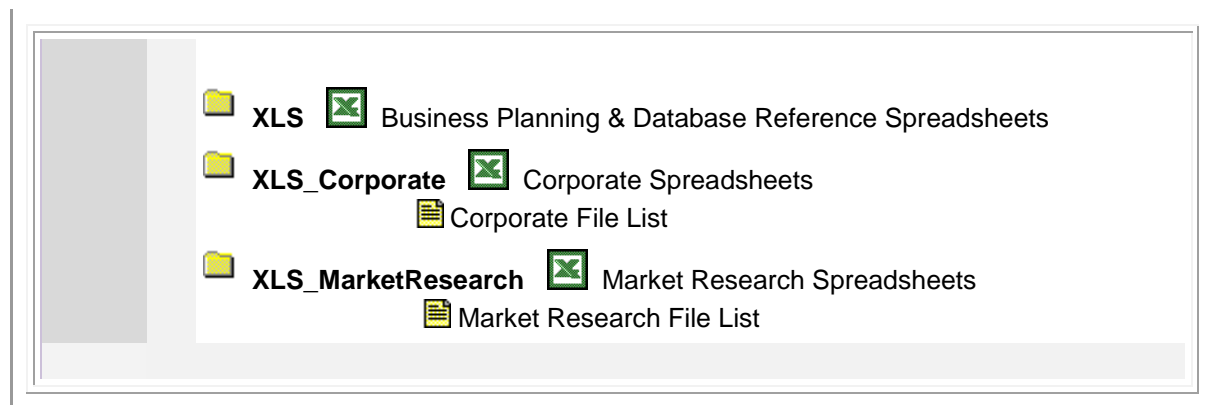 XLS Business Planning & Database Reference Spreadsheets
XLS_Corporate Corporate Spreadsheets
Corporate File List
XLS_MarketResearch Market Research Spreadsheets
Market Research File List